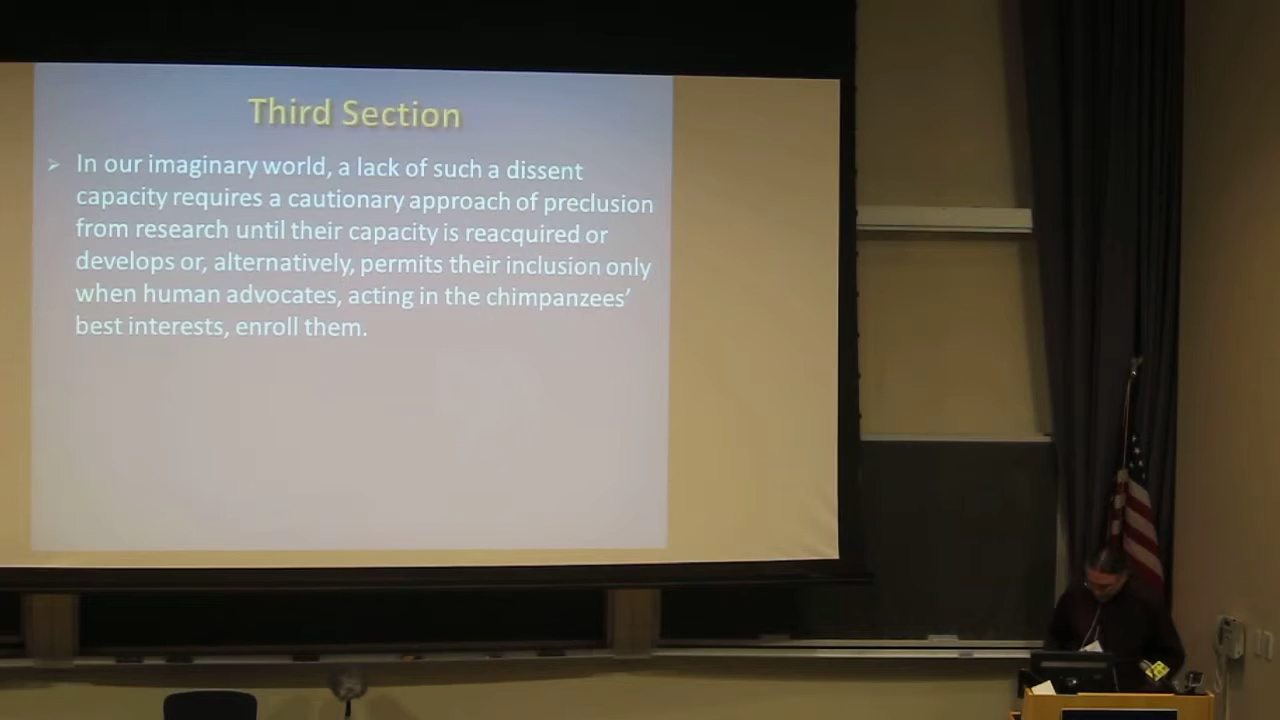 Third Section
In our imaginary world, a lack of such a dissent
capacity requires a cautionary approach of preclusion
from research until their capacity is reacquired or
develops or, alternatively, permits their inclusion only
when human advocates, acting in the chimpanzees’
best interests, enroll them.